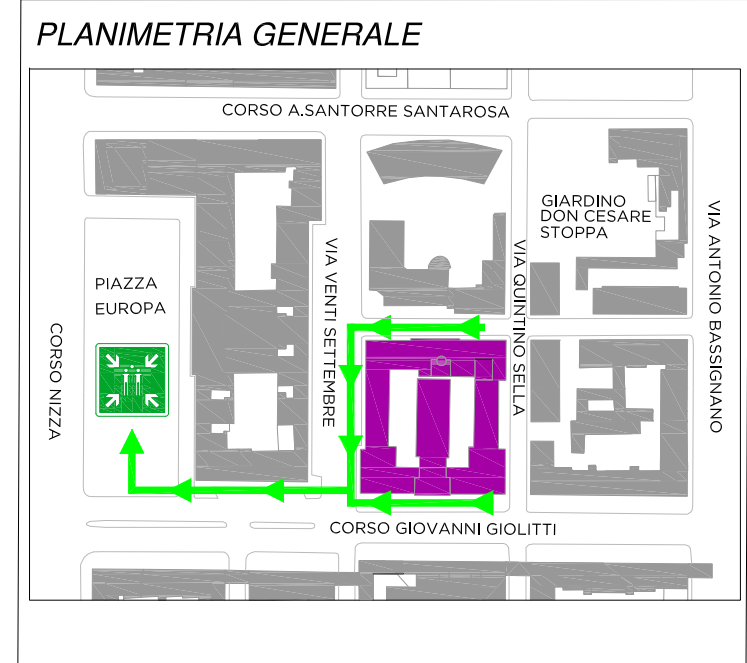 PLANIMETRIA GENERALE
CORSO A.SANTORRE SANTAROSA
GIARDINO
DON CESARE
STOPPA
VIA ANTONIO BASSIGNANO
VIA QUINTINO SELLA
VIA VENTI SETTEMBRE
PIAZZA
EUROPA
CORSO NIZZA
CORSO GIOVANNI GIOLITTI